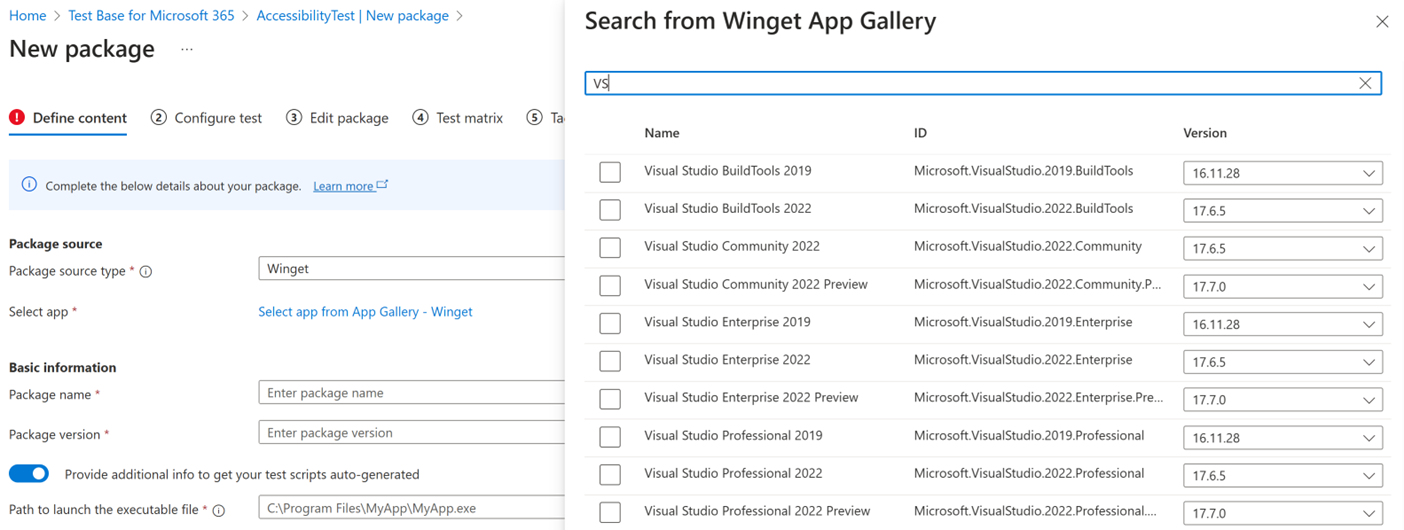 Home > Test Base for Microsoft 365 > AccessibilityTest | New package >
New package ...
! Define content 2 Configure test 3 Edit package 4 Test matrix 5
Complete the below details about your package. Learn more
Package source
Package source type * Winget
Select app * Select app from App Gallery - Winget
Basic information
Package name * Enter package name
Package version * Enter package version
Provide additional info to get your test scripts auto-generated
Path to launch the executable file * C:\Program Files\MyApp\MyApp.exe
Search from Winget App Gallery
VS
Name ID Version
Visual Studio BuildTools 2019 Microsoft.VisualStudio.2019.BuildTools 16.11.28
Visual Studio BuildTools 2022 Microsoft.VisualStudio.2022.BuildTools 17.6.5
Visual Studio Community 2022 Microsoft.VisualStudio.2022.Community 17.6.5
Visual Studio Community 2022 Preview Microsoft.VisualStudio.2022.Community.P... 17.7.0
Visual Studio Enterprise 2019 Microsoft.VisualStudio.2019.Enterprise 16.11.28
Visual Studio Enterprise 2022 Microsoft.VisualStudio.2022.Enterprise 17.6.5
Visual Studio Enterprise 2022 Preview Microsoft.VisualStudio.2022.Enterprise.Pre... 17.7.0
Visual Studio Professional 2019 Microsoft.VisualStudio.2019.Professional 16.11.28
Visual Studio Professional 2022 Microsoft.VisualStudio.2022.Professional 17.6.5
Visual Studio Professional 2022 Preview Microsoft.VisualStudio.2022.Professional.... 17.7.0